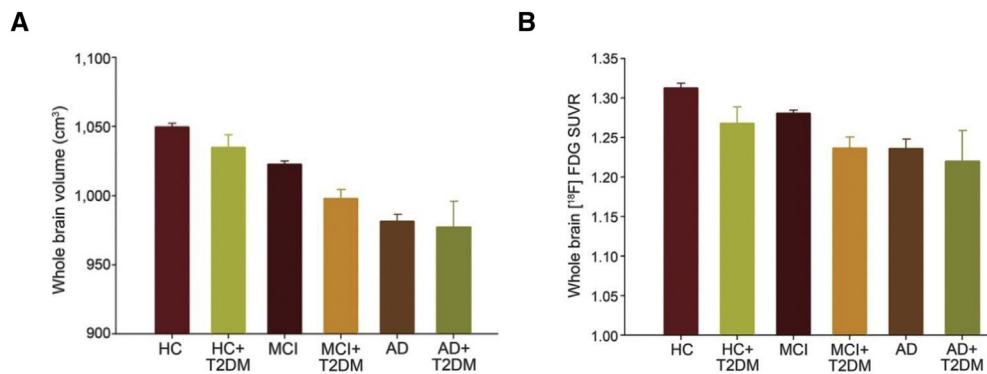 A
Whole brain volume (cm³)
1,100
1,050
1,000
950
900
HC
HC+
T2DM
MCI
MCI+
T2DM
AD
AD+
T2DM
B
Whole brain [¹⁸F] FDG SUVR
1.35
1.30
1.25
1.20
1.15
1.10
1.05
1.00
HC
HC+
T2DM
MCI
MCI+
T2DM
AD
AD+
T2DM